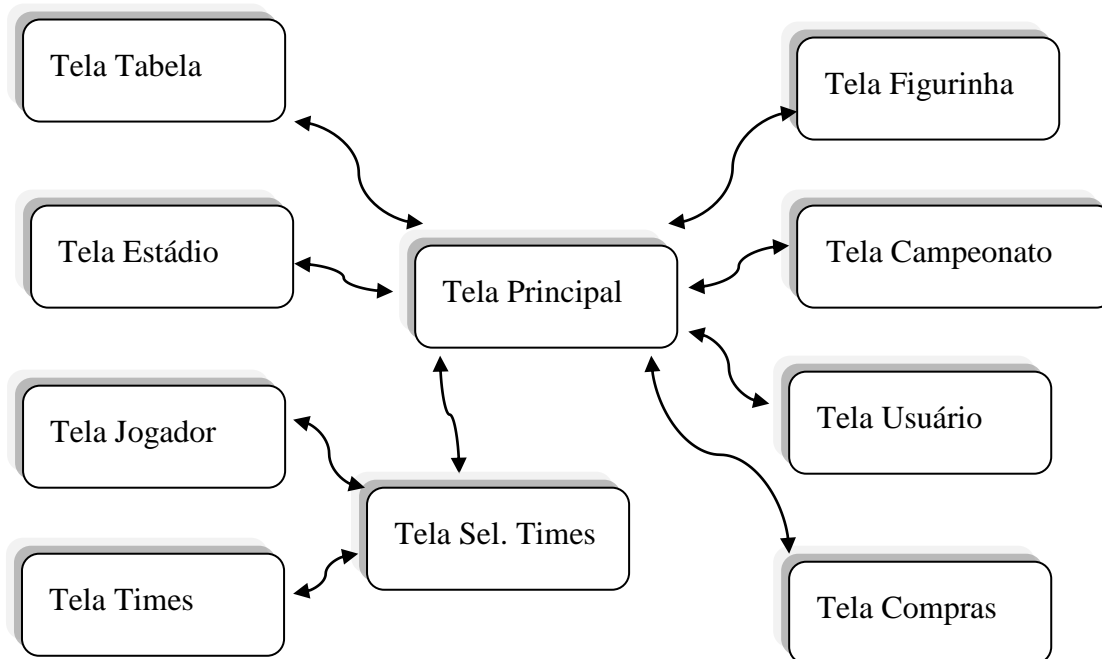 Tela Tabela
Tela Figurinha
Tela Estádio
Tela Campeonato
Tela Principal
Tela Jogador
Tela Usuário
Tela Sel. Times
Tela Times
Tela Compras